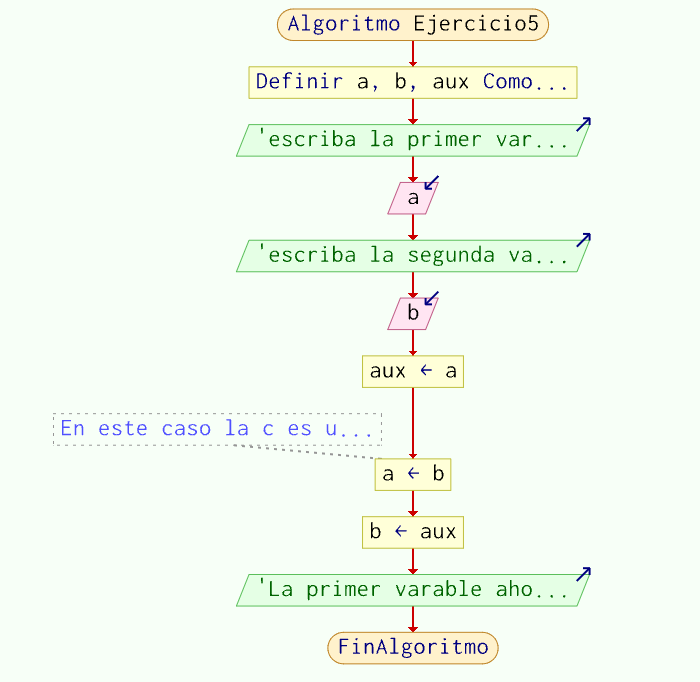 Algoritmo Ejercicio5
Definir a, b, aux Como...
'escriba la primer var...
a
'escriba la segunda va...
b
aux ← a
En este caso la c es u...
a ← b
b ← aux
'La primer varable aho...
FinAlgoritmo